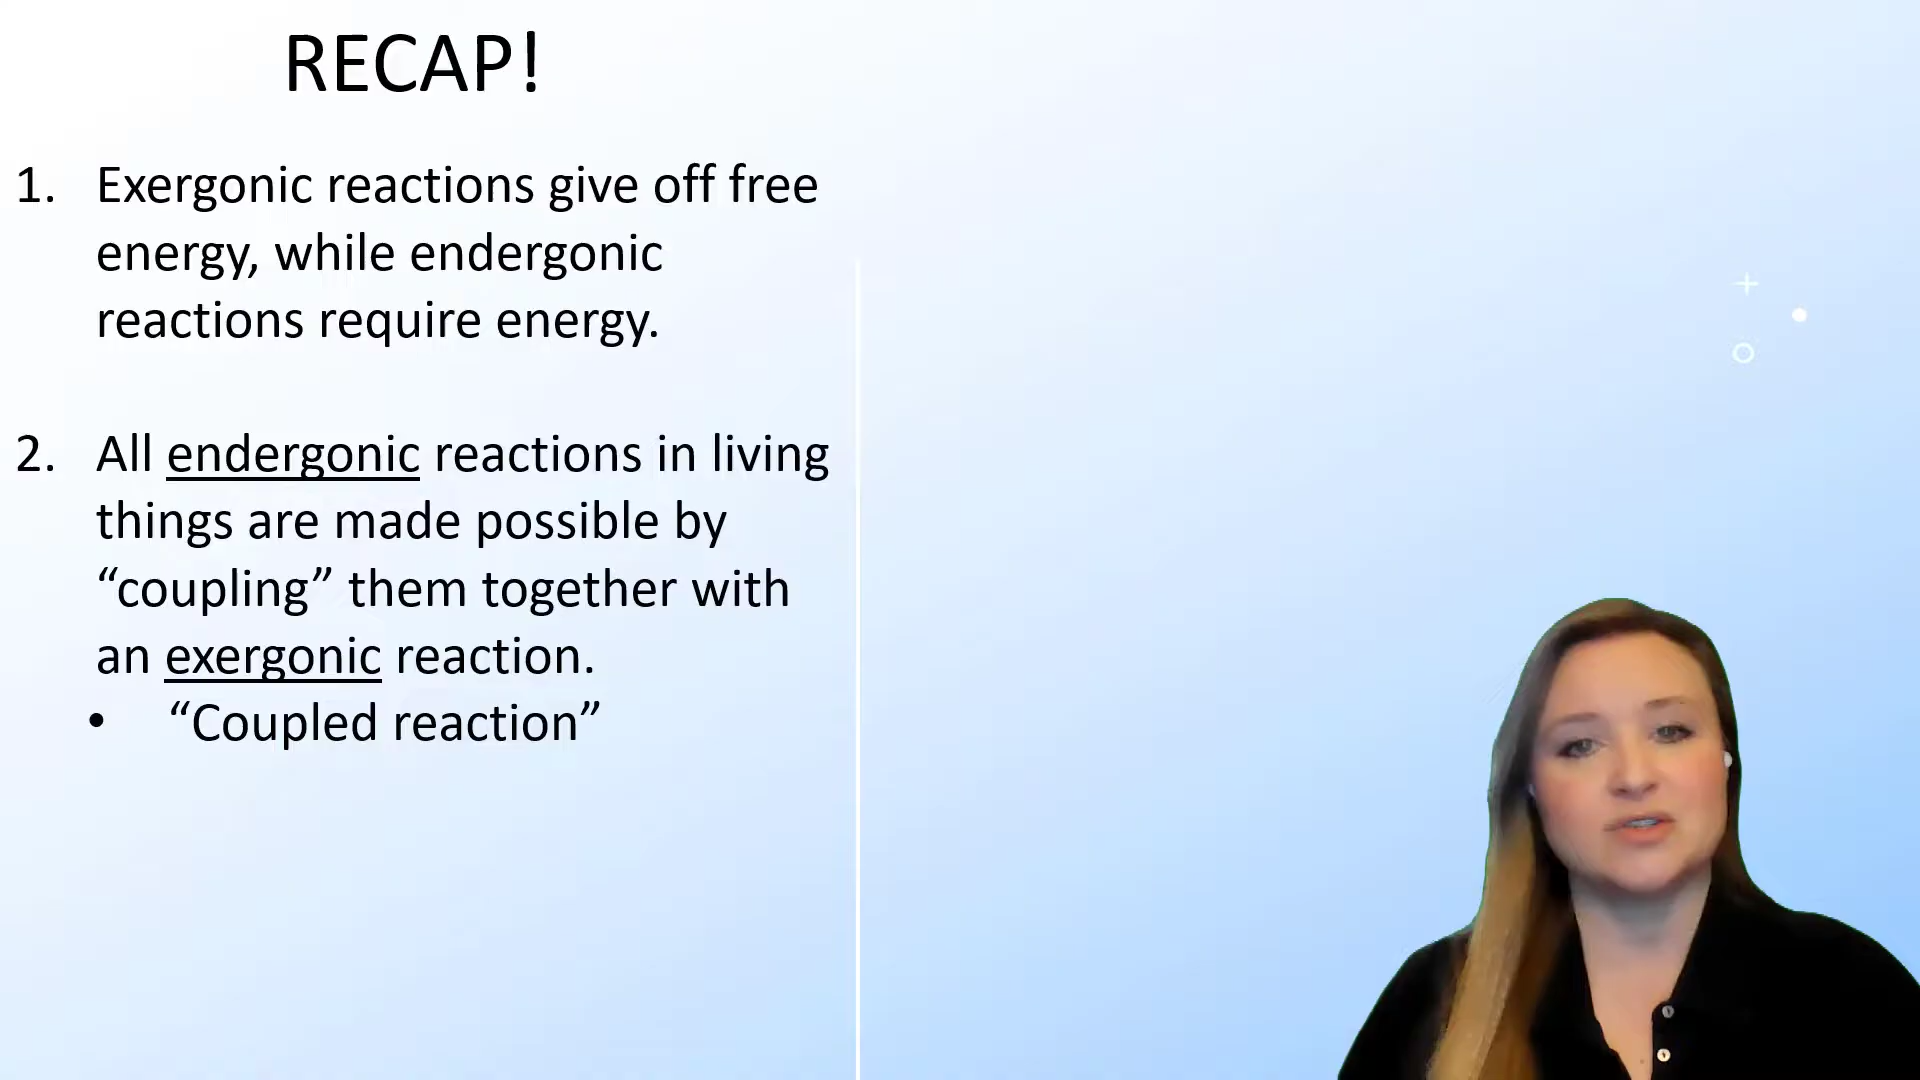 RECAP!
1. Exergonic reactions give off free
energy, while endergonic
reactions require energy.
2. All endergonic reactions in living
things are made possible by
“coupling” them together with
an exergonic reaction.
• “Coupled reaction”